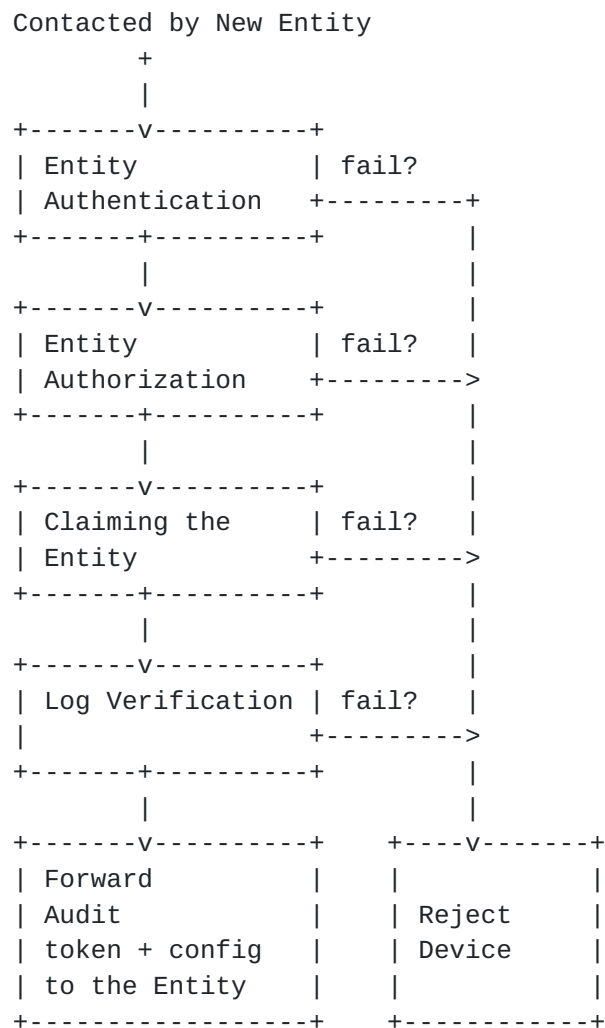 Contacted by New Entity
         +
         |
+-------v----------+
| Entity           | fail?
| Authentication   +---------+
+-------+----------+         |
        |                    |
+-------v----------+         |
| Entity           | fail?   |
| Authorization    +--------->
+-------+----------+         |
        |                    |
+-------v----------+         |
| Claiming the     | fail?   |
| Entity           +--------->
+-------+----------+         |
        |                    |
+-------v----------+         |
| Log Verification | fail?   |
|                  +--------->
+-------+----------+         |
        |                    |
+-------v----------+    +----v-------+
| Forward          |    |            |
| Audit            |    | Reject     |
| token + config   |    | Device     |
| to the Entity    |    |            |
+------------------+    +------------+